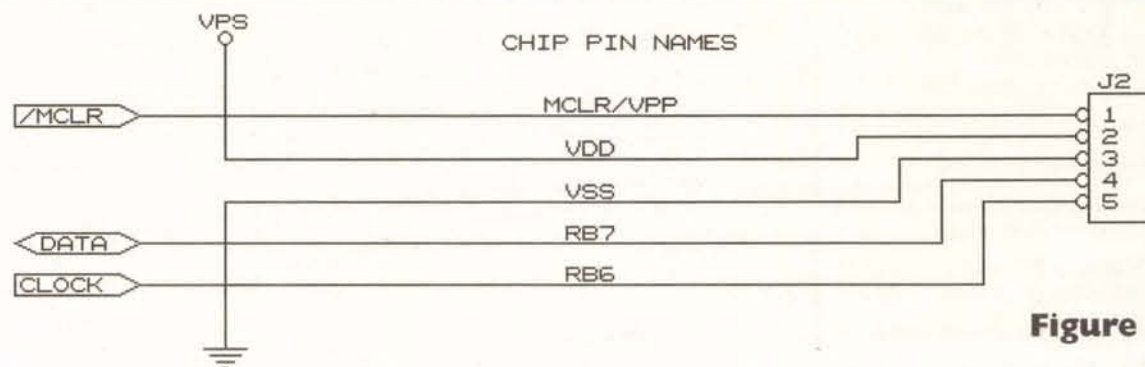 VPS
CHIP PIN NAMES
J2
/MCLR
MCLR/VPP
1
2
VDD
3
VSS
4
5
DATA
RB7
CLOCK
RB6
Figure